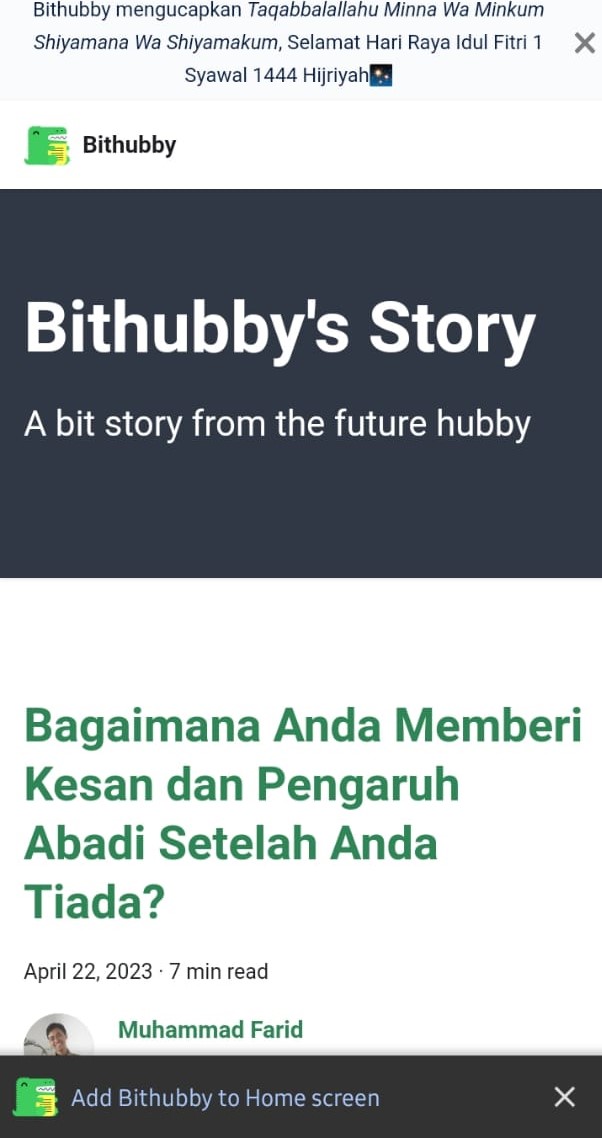 Bithubby mengucapkan Taqabbalallahu Minna Wa Minkum
Shiyamana Wa Shiyamakum, Selamat Hari Raya Idul Fitri 1
Syawal 1444 Hijriyah🎇
Bithubby
Bithubby's Story
A bit story from the future hubby
Bagaimana Anda Memberi
Kesan dan Pengaruh
Abadi Setelah Anda
Tiada?
April 22, 2023 · 7 min read
Muhammad Farid
Add Bithubby to Home screen